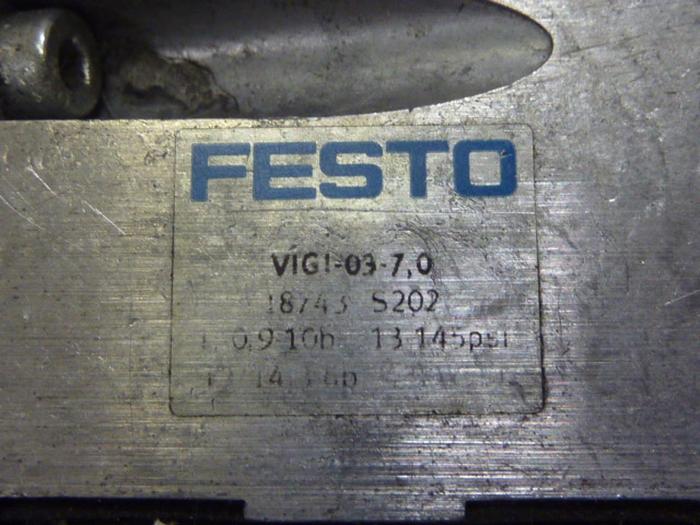 FESTO
VIGI-03-7,0
18743 S202
0,9-10b 13 145psi